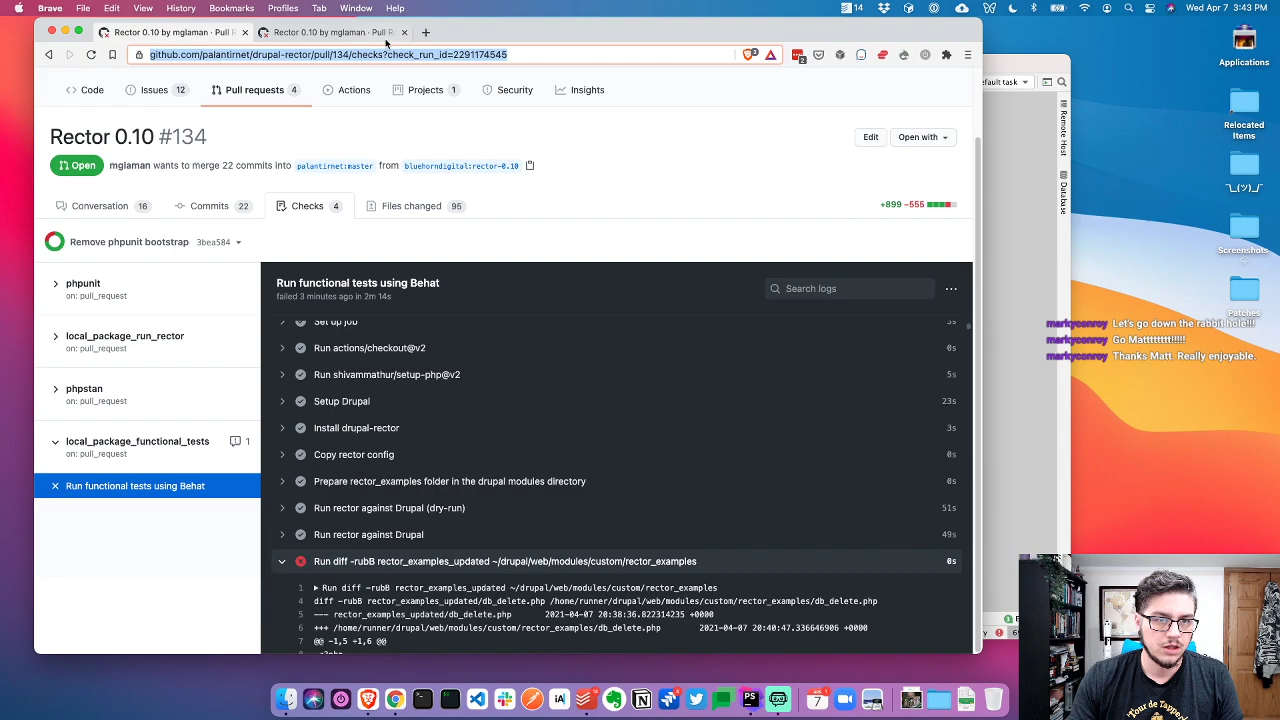 Brave File Edit View History Bookmarks Profiles Tab Window Help
14
Wed Apr 7 3:43 PM
Rector 0.10 by mglaman · Pull R
Rector 0.10 by mglaman · Pull R
github.com/palantirnet/drupal-rector/pull/134/checks?check_run_id=2291174545
Code
Issues 12
Pull requests 4
Actions
Projects 1
Security
Insights
Rector 0.10 #134
Edit
Open with
Open
mglaman wants to merge 22 commits into palantirnet:master from bluehorndigital:rector-0.10
Conversation 16
Commits 22
Checks 4
Files changed 95
+899 −555
Remove phpunit bootstrap 3bea584
phpunit
on: pull_request
local_package_run_rector
on: pull_request
phpstan
on: pull_request
local_package_functional_tests 1
on: pull_request
Run functional tests using Behat
Run functional tests using Behat
failed 3 minutes ago in 2m 14s
Search logs
Set up job 3s
Run actions/checkout@v2 0s
Run shivammathur/setup-php@v2 5s
Setup Drupal 23s
Install drupal-rector 3s
Copy rector config 0s
Prepare rector_examples folder in the drupal modules directory 0s
Run rector against Drupal (dry-run) 51s
Run rector against Drupal 49s
Run diff -rubB rector_examples_updated ~/drupal/web/modules/custom/rector_examples 0s
1 ▶ Run diff -rubB rector_examples_updated ~/drupal/web/modules/custom/rector_examples
4 diff -rubB rector_examples_updated/db_delete.php /home/runner/drupal/web/modules/custom/rector_examples/db_delete.php
5 --- rector_examples_updated/db_delete.php 2021-04-07 20:38:36.822314235 +0000
6 +++ /home/runner/drupal/web/modules/custom/rector_examples/db_delete.php 2021-04-07 20:40:47.336646906 +0000
7 @@ -1,5 +1,6 @@
efault task
Remote Host
Database
Applications
Relocated
Items
¯\_(ツ)_/¯
Screenshots
Patches
markyconroy Let's go down the rabbit hole!!!
markyconroy Go Matttttttt!!!!!
markyconroy Thanks Matt. Really enjoyable.